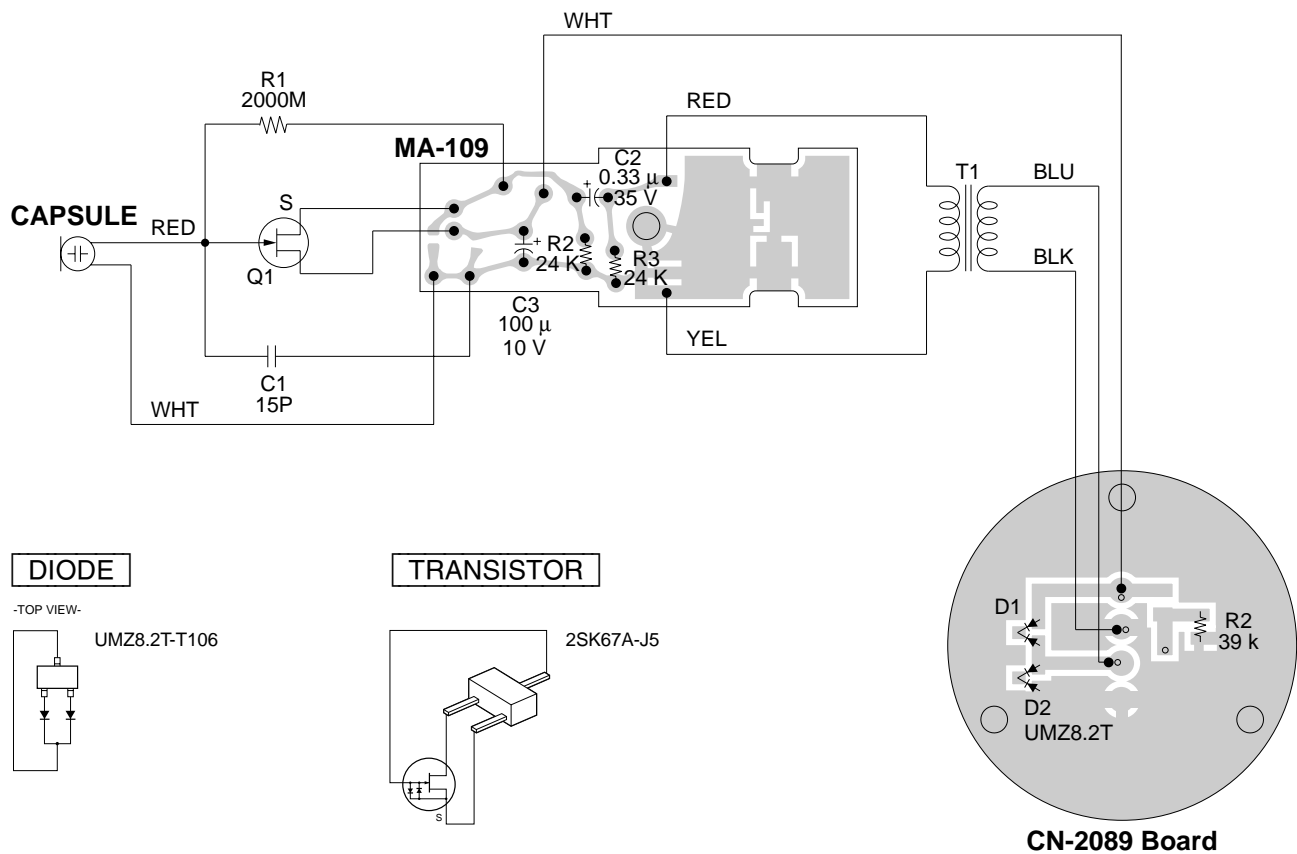 WHT
R1
2000M
RED
MA-109
C2
0.33 µ
35 V
+
T1
BLU
CAPSULE
RED
S
Q1
+
R2
24 K
R3
24 K
BLK
C3
100 µ
10 V
YEL
C1
15P
WHT
DIODE
-TOP VIEW-
UMZ8.2T-T106
TRANSISTOR
2SK67A-J5
S
D1
R2
39 k
D2
UMZ8.2T
CN-2089 Board